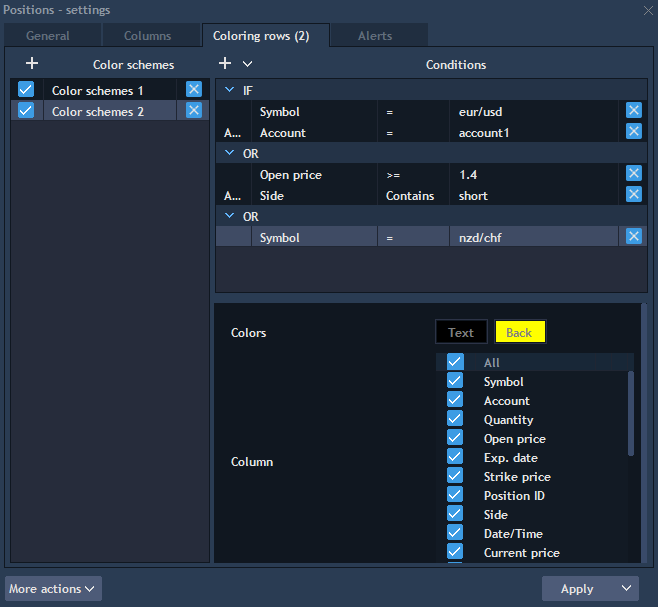 Positions - settings
General Columns Coloring rows (2) Alerts
Color schemes
Color schemes 1
Color schemes 2
Conditions
IF
Symbol = eur/usd
A... Account = account1
OR
Open price >= 1.4
A... Side Contains short
OR
Symbol = nzd/chf
Colors Text Back
Column
All
Symbol
Account
Quantity
Open price
Exp. date
Strike price
Position ID
Side
Date/Time
Current price
More actions Apply